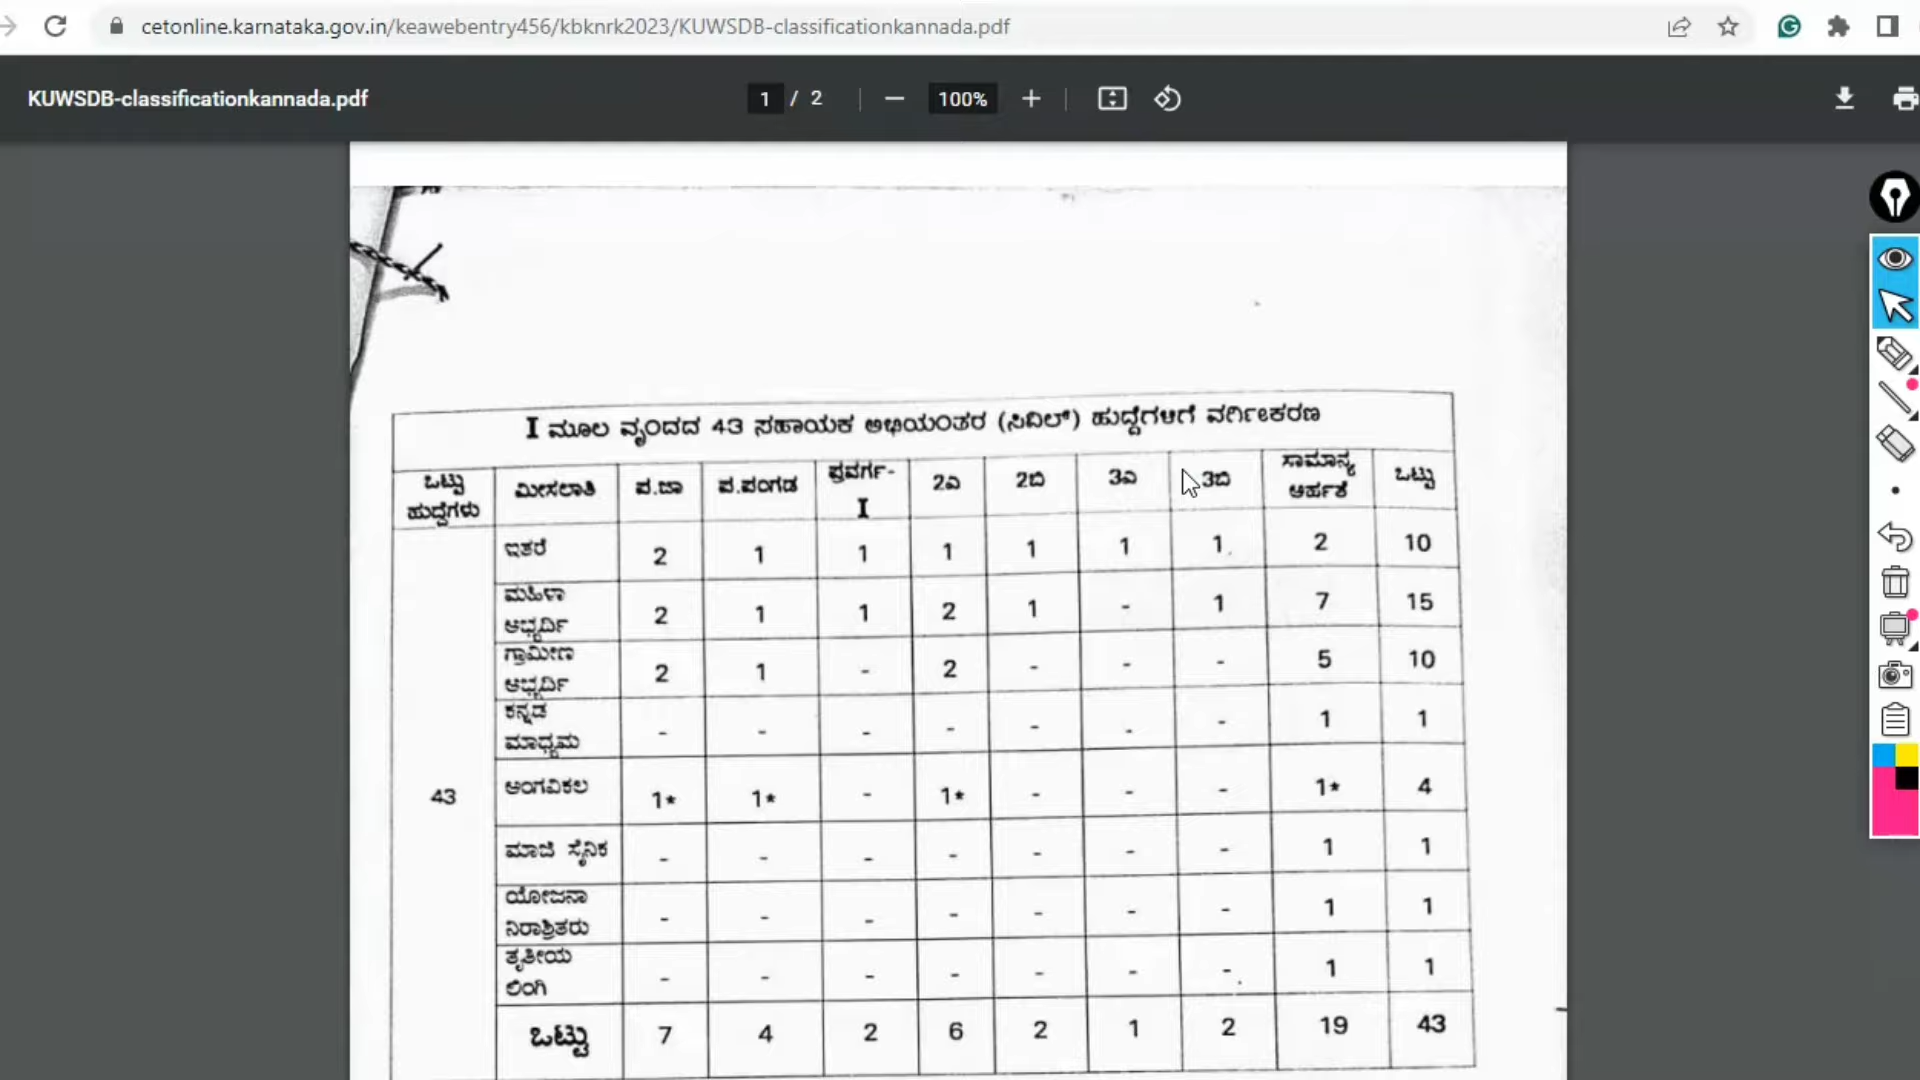 cetonline.karnataka.gov.in/keawebentry456/kbknrk2023/KUWSDB-classificationkannada.pdf
KUWSDB-classificationkannada.pdf 1 / 2 100%
I ಮೂಲ ವೃಂದದ 43 ಸಹಾಯಕ ಅಭಿಯಂತರ (ಸಿವಿಲ್) ಹುದ್ದೆಗಳಿಗೆ ವರ್ಗೀಕರಣ
ಒಟ್ಟು ಹುದ್ದೆಗಳು ಮೀಸಲಾತಿ ಪ.ಜಾ ಪ.ಪಂಗಡ ಪ್ರವರ್ಗ-I 2ಎ 2ಬಿ 3ಎ 3ಬಿ ಸಾಮಾನ್ಯ ಅರ್ಹತೆ ಒಟ್ಟು
ಇತರೆ 2 1 1 1 1 1 1 2 10
ಮಹಿಳಾ ಅಭ್ಯರ್ದಿ 2 1 1 2 1 - 1 7 15
ಗ್ರಾಮೀಣ ಅಭ್ಯರ್ದಿ 2 1 - 2 - - - 5 10
ಕನ್ನಡ ಮಾಧ್ಯಮ - - - - - - - 1 1
43 ಅಂಗವಿಕಲ 1* 1* - 1* - - - 1* 4
ಮಾಜಿ ಸೈನಿಕ - - - - - - - 1 1
ಯೋಜನಾ ನಿರಾಶ್ರಿತರು - - - - - - - 1 1
ತೃತೀಯ ಲಿಂಗಿ - - - - - - - 1 1
ಒಟ್ಟು 7 4 2 6 2 1 2 19 43